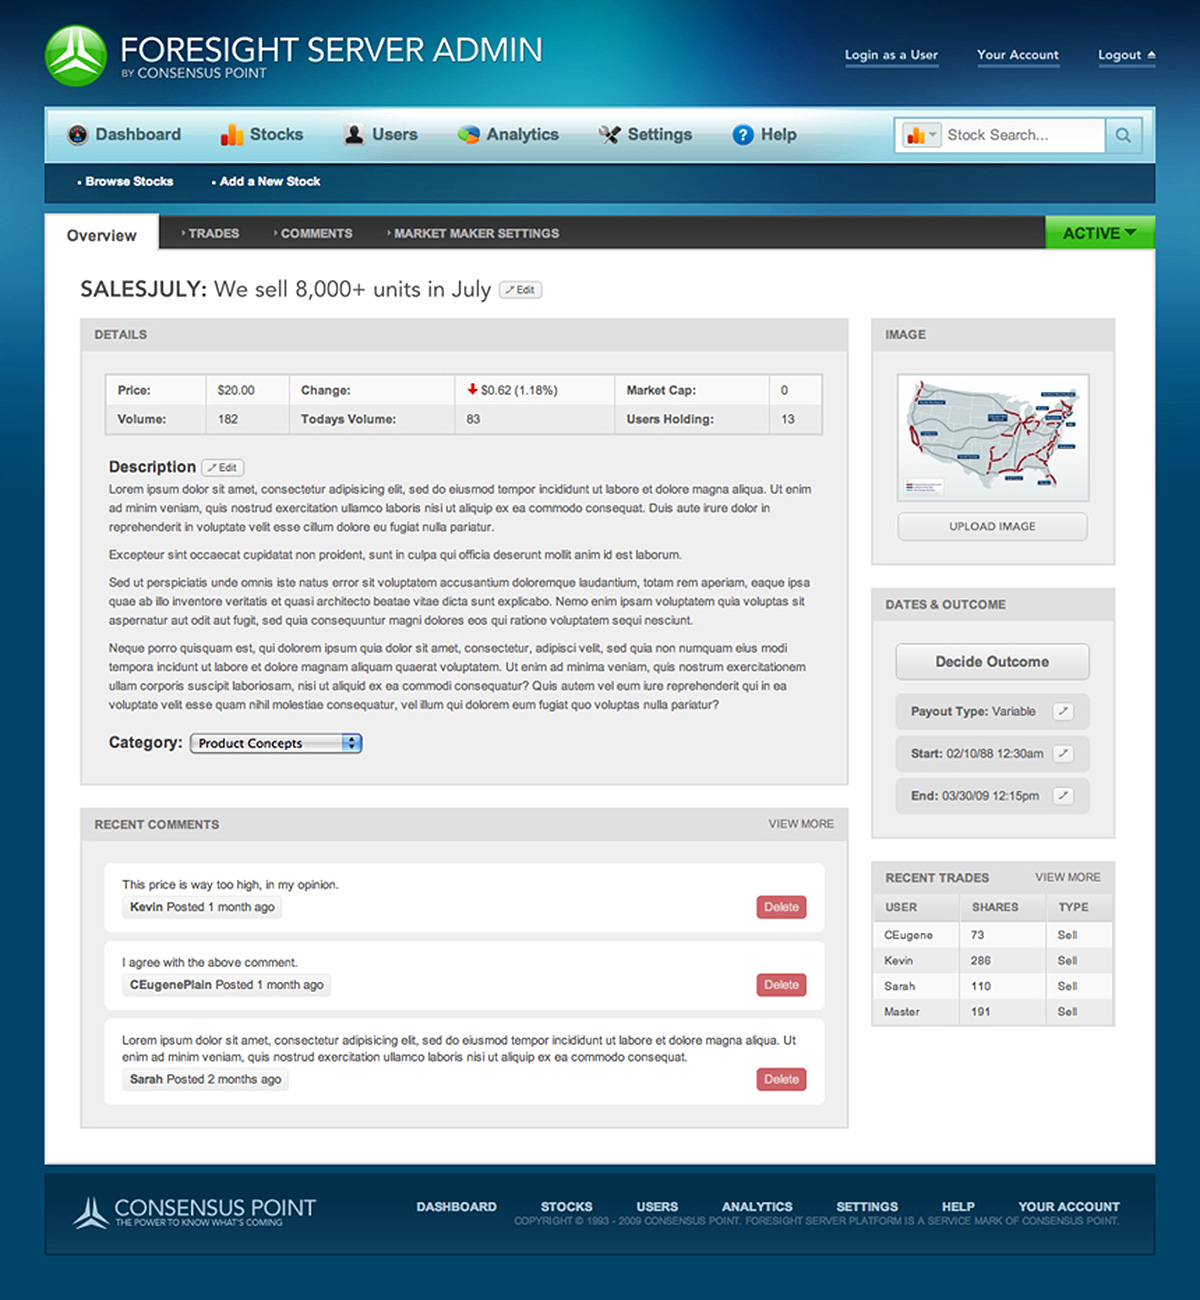 FORESIGHT SERVER ADMIN
BY CONSENSUS POINT
Login as a User
Your Account
Logout
Dashboard
Stocks
Users
Analytics
Settings
Help
Stock Search...
Browse Stocks
Add a New Stock
Overview
TRADES
COMMENTS
MARKET MAKER SETTINGS
ACTIVE
SALESJULY: We sell 8,000+ units in July
Edit
DETAILS
Price: $20.00 Change: $0.62 (1.18%) Market Cap: 0
Volume: 182 Todays Volume: 83 Users Holding: 13
Description
Edit
Lorem ipsum dolor sit amet, consectetur adipisicing elit, sed do eiusmod tempor incididunt ut labore et dolore magna aliqua. Ut enim
ad minim veniam, quis nostrud exercitation ullamco laboris nisi ut aliquip ex ea commodo consequat. Duis aute irure dolor in
reprehenderit in voluptate velit esse cillum dolore eu fugiat nulla pariatur.
Excepteur sint occaecat cupidatat non proident, sunt in culpa qui officia deserunt mollit anim id est laborum.
Sed ut perspiciatis unde omnis iste natus error sit voluptatem accusantium doloremque laudantium, totam rem aperiam, eaque ipsa
quae ab illo inventore veritatis et quasi architecto beatae vitae dicta sunt explicabo. Nemo enim ipsam voluptatem quia voluptas sit
aspernatur aut odit aut fugit, sed quia consequuntur magni dolores eos qui ratione voluptatem sequi nesciunt.
Neque porro quisquam est, qui dolorem ipsum quia dolor sit amet, consectetur, adipisci velit, sed quia non numquam eius modi
tempora incidunt ut labore et dolore magnam aliquam quaerat voluptatem. Ut enim ad minima veniam, quis nostrum exercitationem
ullam corporis suscipit laboriosam, nisi ut aliquid ex ea commodi consequatur? Quis autem vel eum iure reprehenderit qui in ea
voluptate velit esse quam nihil molestiae consequatur, vel illum qui dolorem eum fugiat quo voluptas nulla pariatur?
Category: Product Concepts
RECENT COMMENTS
VIEW MORE
This price is way too high, in my opinion.
Kevin Posted 1 month ago
Delete
I agree with the above comment.
CEugenePlain Posted 1 month ago
Delete
Lorem ipsum dolor sit amet, consectetur adipisicing elit, sed do eiusmod tempor incididunt ut labore et dolore magna aliqua. Ut
enim ad minim veniam, quis nostrud exercitation ullamco laboris nisi ut aliquip ex ea commodo consequat.
Sarah Posted 2 months ago
Delete
IMAGE
UPLOAD IMAGE
DATES & OUTCOME
Decide Outcome
Payout Type: Variable
Start: 02/10/88 12:30am
End: 03/30/09 12:15pm
RECENT TRADES
VIEW MORE
USER SHARES TYPE
CEugene 73 Sell
Kevin 286 Sell
Sarah 110 Sell
Master 191 Sell
CONSENSUS POINT
THE POWER TO KNOW WHAT'S COMING
DASHBOARD
STOCKS
USERS
ANALYTICS
SETTINGS
HELP
YOUR ACCOUNT
COPYRIGHT © 1993 - 2009 CONSENSUS POINT. FORESIGHT SERVER PLATFORM IS A SERVICE MARK OF CONSENSUS POINT.